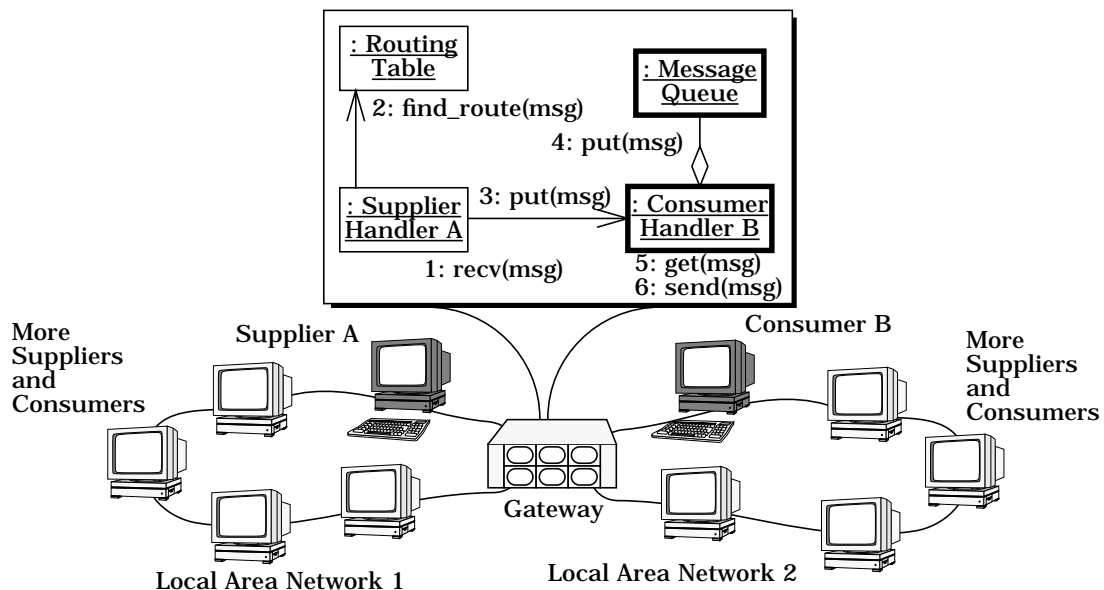 : Routing
Table
: Message
Queue
2: find_route(msg)
4: put(msg)
3: put(msg)
: Supplier
Handler A
: Consumer
Handler B
1: recv(msg)
5: get(msg)
6: send(msg)
More
Suppliers
and
Consumers
Supplier A
Consumer B
More
Suppliers
and
Consumers
Gateway
Local Area Network 1
Local Area Network 2